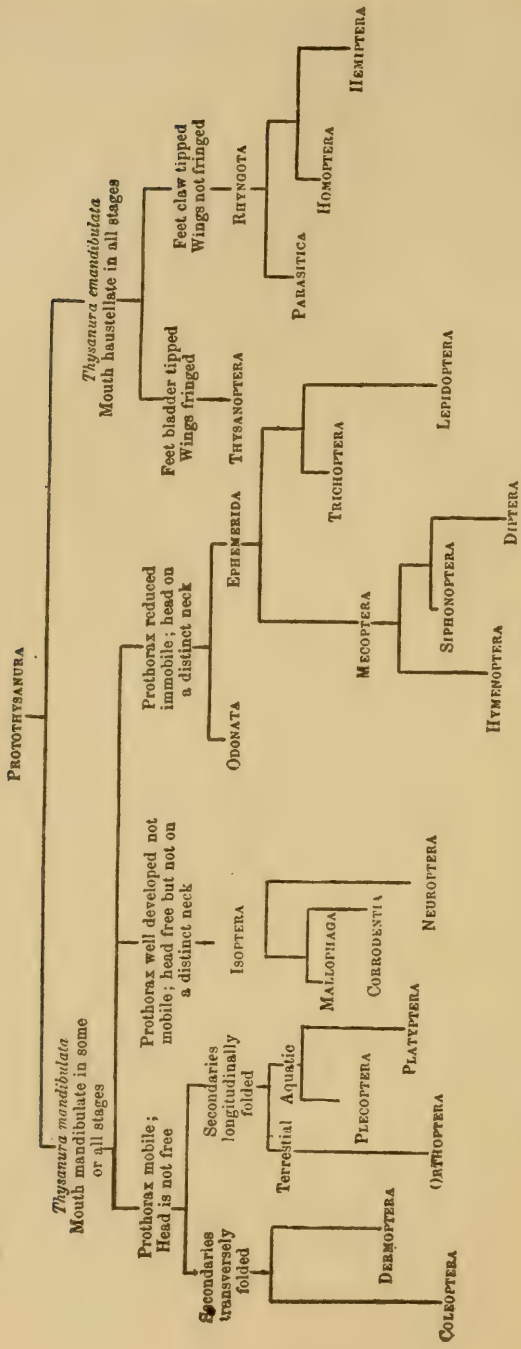 PROTOTHYSANURA
Thysanura mandibulata
Mouth mandibulate in some
or all stages
Thysanura emandibulata
Mouth haustellate in all stages
Prothorax mobile;
Head is not free
Prothorax well developed not
mobile; head free but not on
a distinct neck
Prothorax reduced
immobile; head on
a distinct neck
Feet bladder tipped
Wings fringed
Feet claw tipped
Wings not fringed
Secondaries
transversely
folded
Secondaries
longitudinally
folded
ISOPTERA
ODONATA
EPHEMERIDA
THYSANOPTERA
RHYNGOTA
Terrestial
Aquatic
MALLOPHAGA
CORRODENTIA
NEUROPTERA
MECOPTERA
TRICHOPTERA
LEPIDOPTERA
PARASITICA
HOMOPTERA
HEMIPTERA
COLEOPTERA
DERMOPTERA
ORTHOPTERA
PLECOPTERA
PLATYPTERA
HYMENOPTERA
SIPHONOPTERA
DIPTERA